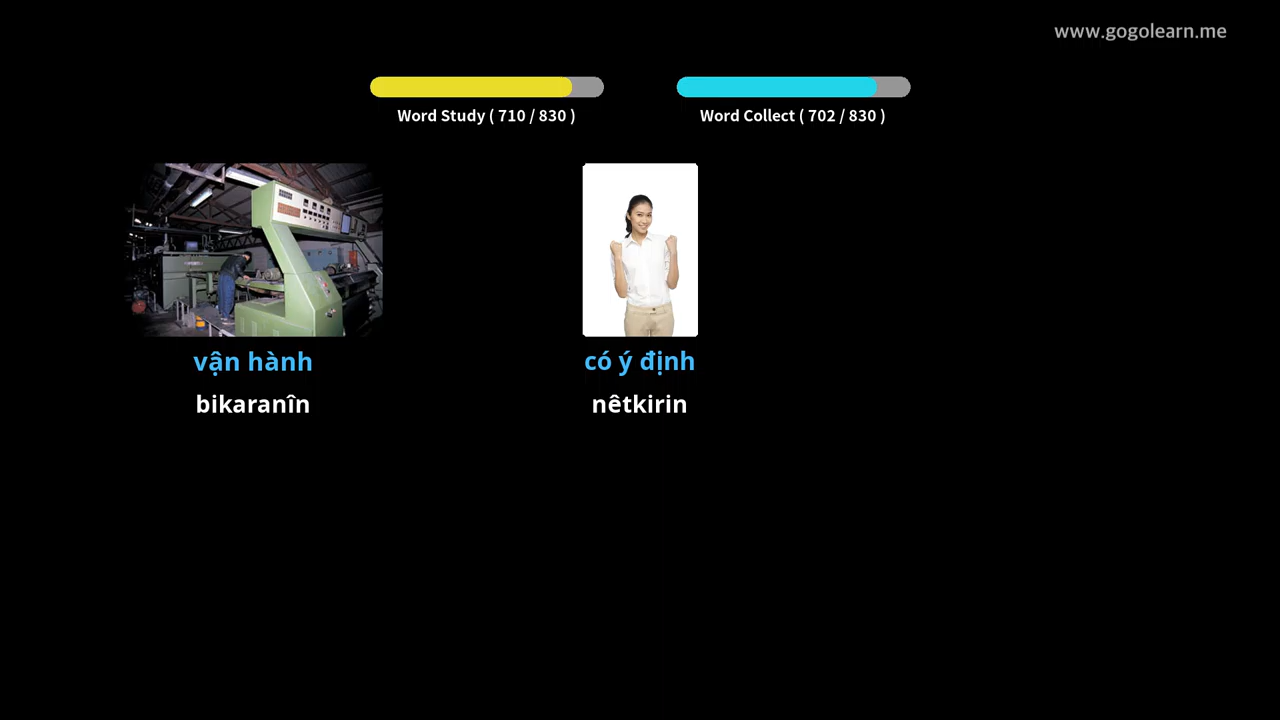 www.gogolearn.me
Word Study ( 710 / 830 )
Word Collect ( 702 / 830 )
vận hành
có ý định
bikaranîn
nêtkirin